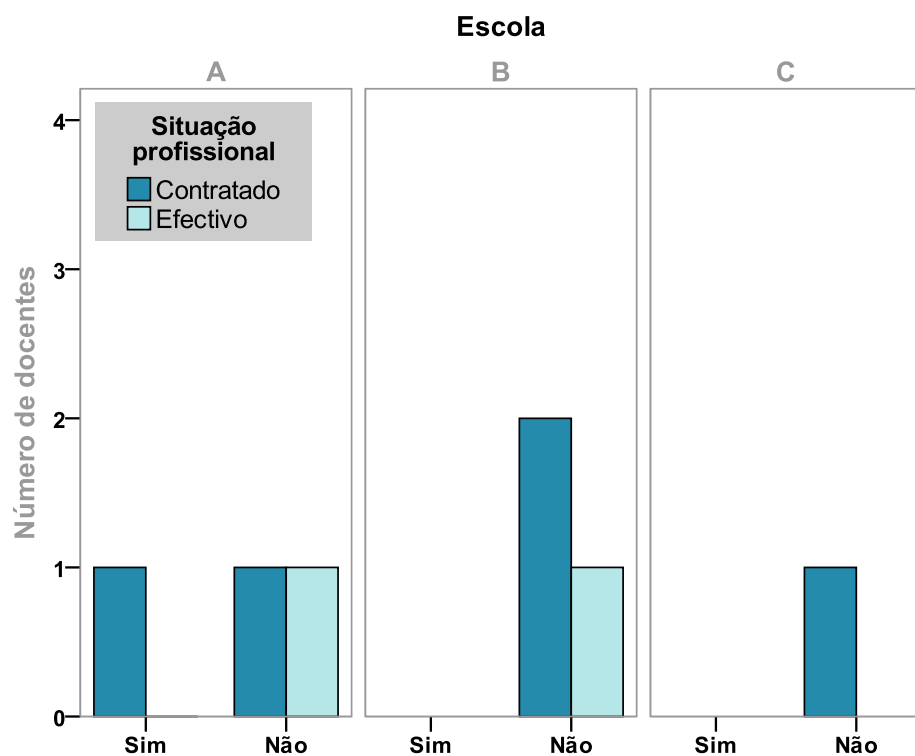 Escola
A B C
Situação
profissional
Contratado
Efectivo
Número de docentes
4
3
2
1
0
Sim Não Sim Não Sim Não